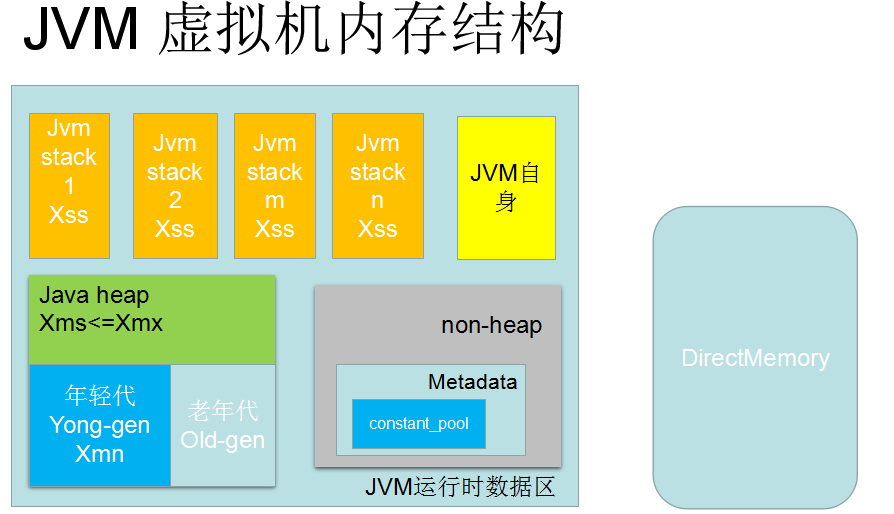 JVM 虚拟机内存结构
Jvm
stack
1
Xss
Jvm
stack
2
Xss
Jvm
stack
m
Xss
Jvm
stack
n
Xss
JVM自
身
Java heap
Xms<=Xmx
年轻代
Yong-gen
Xmn
老年代
Old-gen
non-heap
Metadata
constant_pool
JVM运行时数据区
DirectMemory